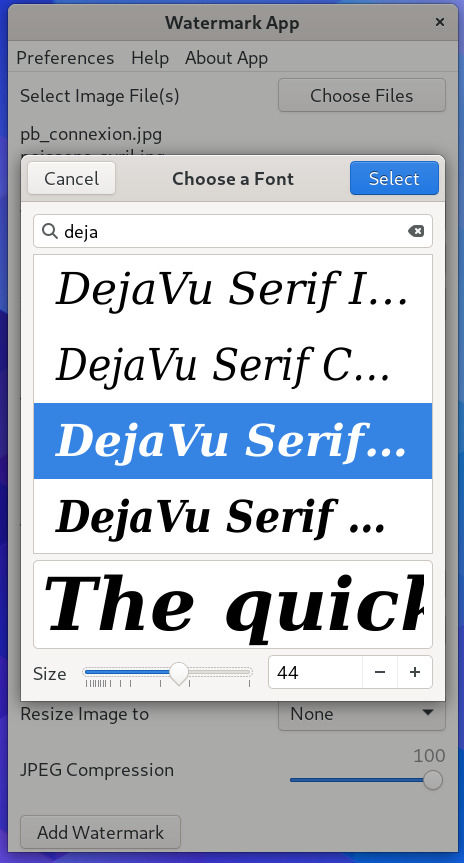 Watermark App
Preferences Help About App
Select Image File(s) Choose Files
pb_connexion.jpg
Cancel Choose a Font Select
deja
DejaVu Serif I...
DejaVu Serif C...
DejaVu Serif...
DejaVu Serif ...
The quick
Size 44
Resize Image to None
100
JPEG Compression
Add Watermark